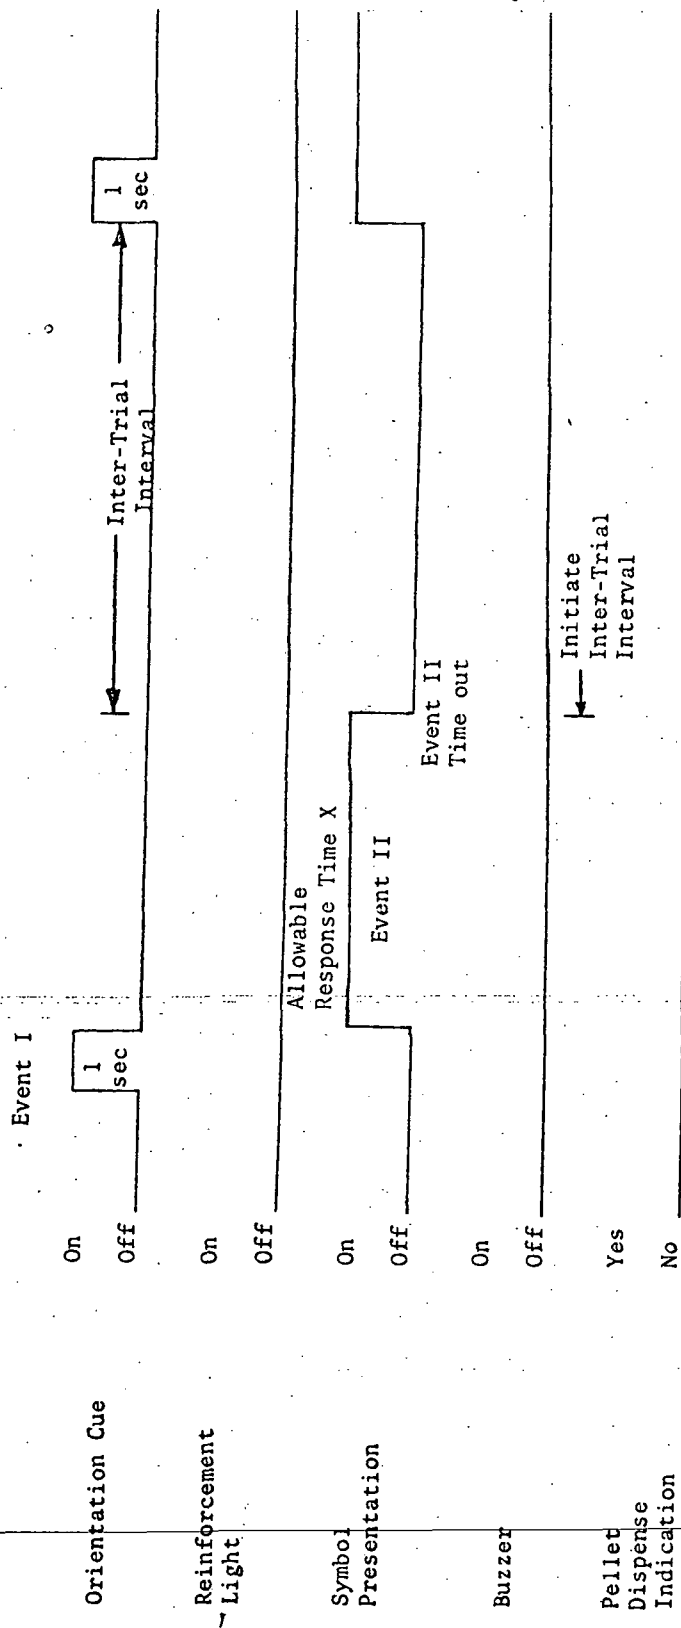 Event I
Orientation Cue
On
Off
1
sec
Inter-Trial
Interval
1
sec
Reinforcement
Light
On
Off
Symbol
Presentation
On
Off
Allowable
Response Time X
Event II
Event II
Time out
Buzzer
On
Off
Initiate
Inter-Trial
Interval
Pellet
Dispense
Indication
Yes
No